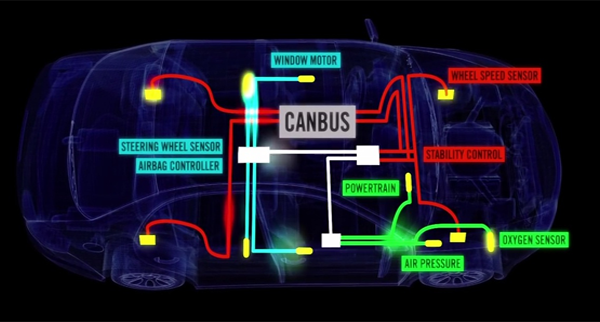 WINDOW MOTOR
WHEEL SPEED SENSOR
CANBUS
STEERING WHEEL SENSOR
AIRBAG CONTROLLER
STABILITY CONTROL
POWERTRAIN
OXYGEN SENSOR
AIR PRESSURE